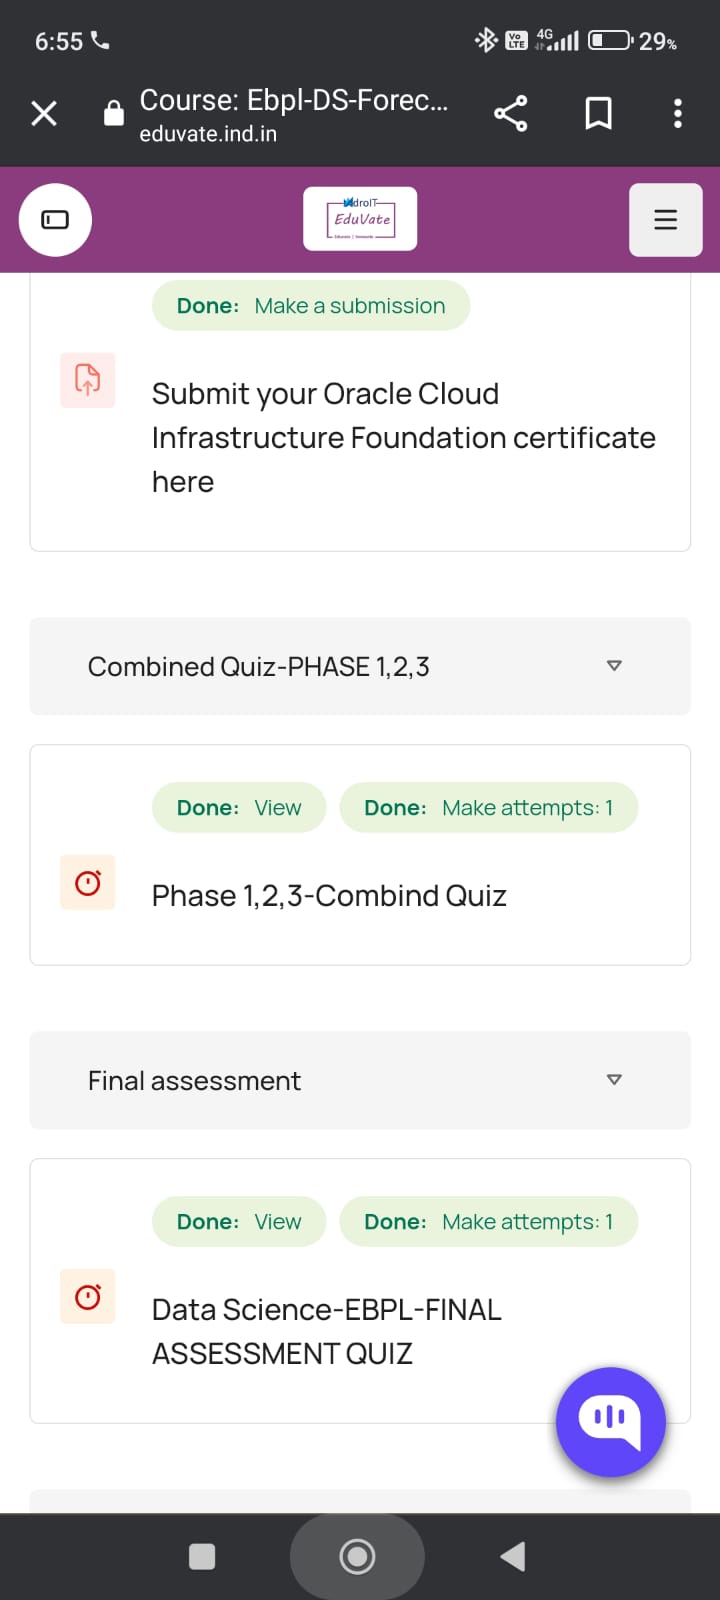 6:55
Vo LTE 4G 29%
Course: Ebpl-DS-Forec...
eduvate.ind.in
droIT
EduVate
Done: Make a submission
Submit your Oracle Cloud
Infrastructure Foundation certificate
here
Combined Quiz-PHASE 1,2,3
Done: View Done: Make attempts: 1
Phase 1,2,3-Combind Quiz
Final assessment
Done: View Done: Make attempts: 1
Data Science-EBPL-FINAL
ASSESSMENT QUIZ